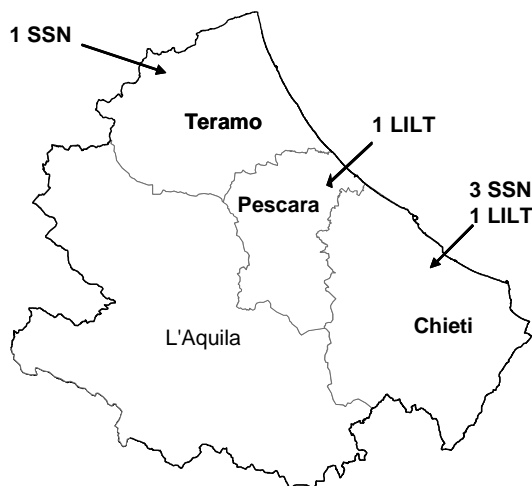 1 SSN
Teramo
1 LILT
Pescara
3 SSN
1 LILT
L'Aquila
Chieti